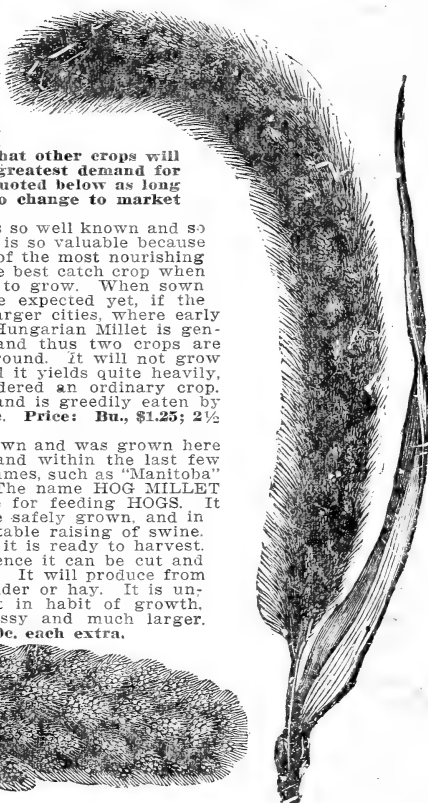 hat other crops will
greatest demand for
uoted below as long
o change to market
s so well known and so
is so valuable because
of the most nourishing
e best catch crop when
to grow. When sown
e expected yet, if the
arger cities, where early
Hungarian Millet is gen-
and thus two crops are
round. It will not grow
d it yields quite heavily,
dered an ordinary crop.
and is greedily eaten by
e. Price: Bu., $1.25; 2½
wn and was grown here
and within the last few
ames, such as "Manitoba"
The name HOG MILLET
e for feeding HOGS. It
e safely grown, and in
table raising of swine.
it is ready to harvest.
ence it can be cut and
It will produce from
der or hay. It is un-
t in habit of growth,
ssy and much larger.
0c. each extra.